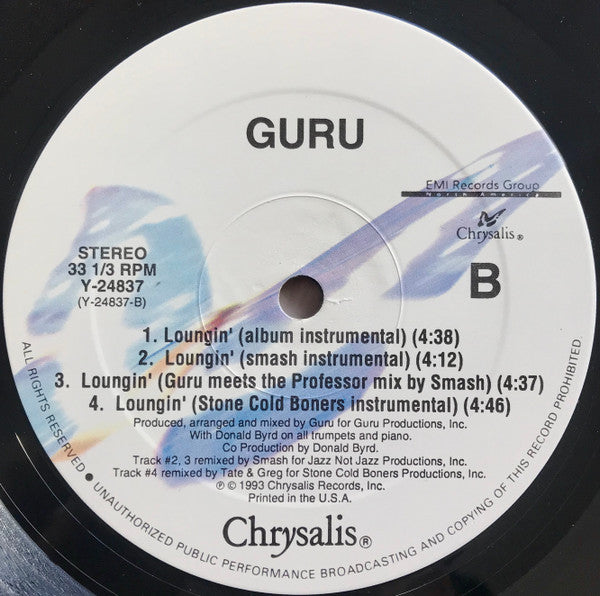 GURU
EMI Records Group
North America
Chrysalis®
STEREO
33 1/3 RPM
Y-24837
(Y-24837-B)
B
1. Loungin' (album instrumental) (4:38)
2. Loungin' (smash instrumental) (4:12)
3. Loungin' (Guru meets the Professor mix by Smash) (4:37)
4. Loungin' (Stone Cold Boners instrumental) (4:46)
Produced, arranged and mixed by Guru for Guru Productions, Inc.
With Donald Byrd on all trumpets and piano.
Co Production by Donald Byrd.
Track #2, 3 remixed by Smash for Jazz Not Jazz Productions, Inc.
Track #4 remixed by Tate & Greg for Stone Cold Boners Productions, Inc.
℗ © 1993 Chrysalis Records, Inc.
Printed in the U.S.A.
Chrysalis®
ALL RIGHTS RESERVED ● UNAUTHORIZED PUBLIC PERFORMANCE BROADCASTING AND COPYING OF THIS RECORD PROHIBITED